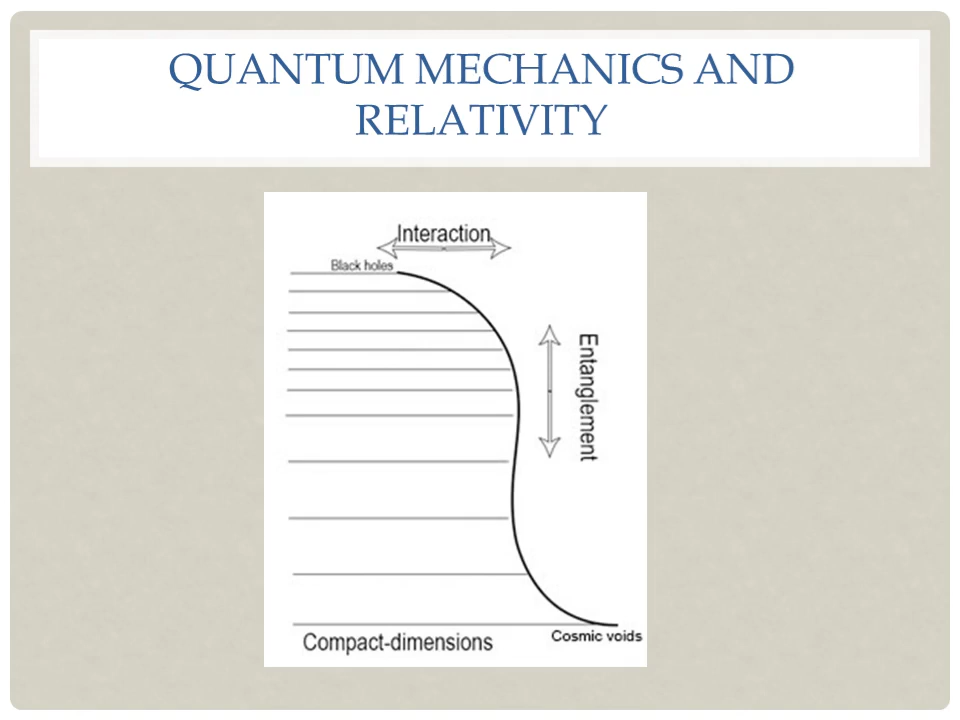 QUANTUM MECHANICS AND
RELATIVITY
Interaction
Black holes
Entanglement
Cosmic voids
Compact-dimensions